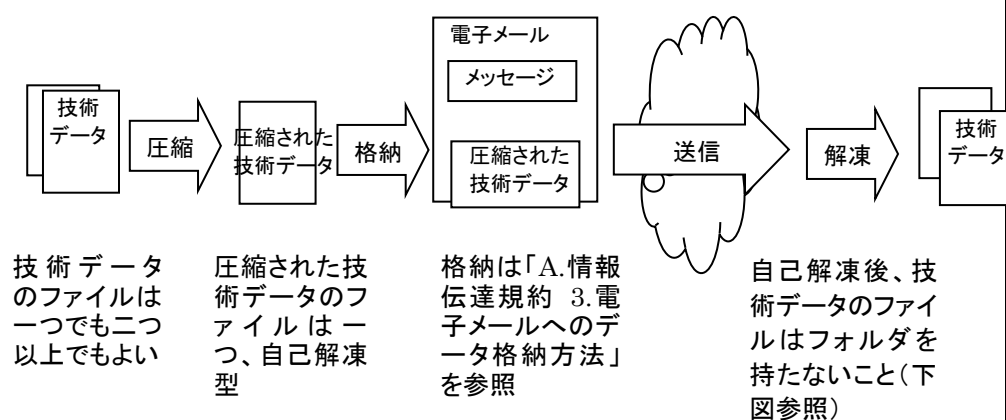 技術
データ
圧縮
圧縮された
技術データ
格納
電子メール
メッセージ
圧縮された
技術データ
送信
解凍
技術
データ
技術データ
のファイルは
一つでも二つ
以上でもよい
圧縮された技
術データのフ
ァイルは一
つ、自己解凍
型
格納は「A.情報
伝達規約 3.電
子メールへのデ
ータ格納方法」
を参照
自己解凍後、技
術データのファイ
ルはフォルダを
持たないこと(下
図参照)